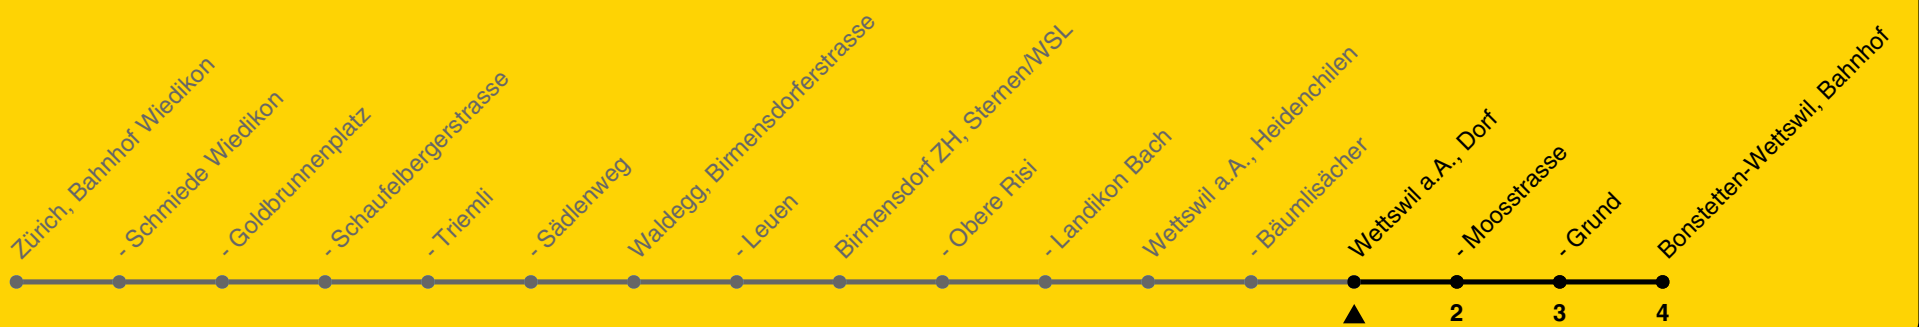 Zürich, Bahnhof Wiedikon
- Schmiede Wiedikon
- Goldbrunnenplatz
- Schaufelbergerstrasse
- Triemli
- Sädlenweg
Waldegg, Birmensdorferstrasse
- Leuen
Birmensdorf ZH, Sternen/WSL
- Obere Risi
- Landikon Bach
Wettswil a.A., Heidenchilen
- Bäumlisächer
Wettswil a.A., Dorf
- Moosstrasse
- Grund
Bonstetten-Wettswil, Bahnhof
2 3 4